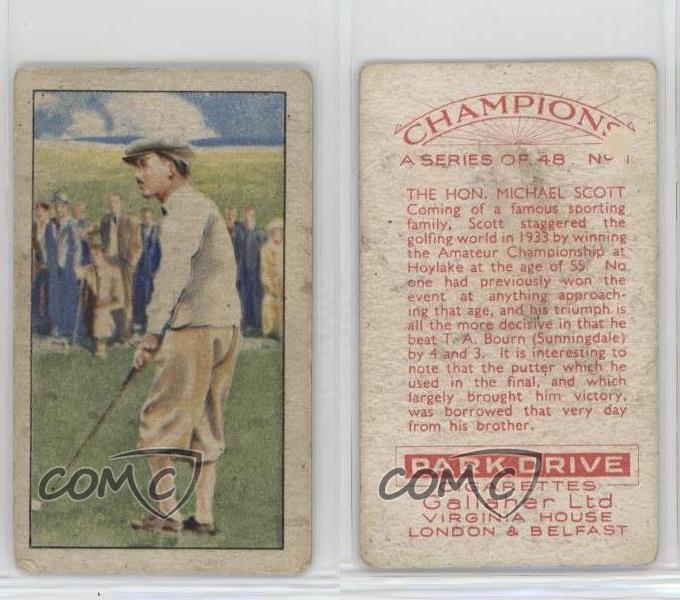 CHAMPIONS
A SERIES OF 48 No 1
THE HON. MICHAEL SCOTT
Coming of a famous sporting
family, Scott staggered the
golfing world in 1933 by winning
the Amateur Championship at
Hoylake at the age of 55. No
one had previously won the
event at anything approach-
ing that age, and his triumph is
all the more decisive in that he
beat T. A. Bourn (Sunningdale)
by 4 and 3. It is interesting to
note that the putter which he
used in the final, and which
largely brought him victory,
was borrowed that very day
from his brother.
PARK DRIVE
CIGARETTES
Gallaher Ltd
VIRGINIA HOUSE
LONDON & BELFAST
COMC
COMC